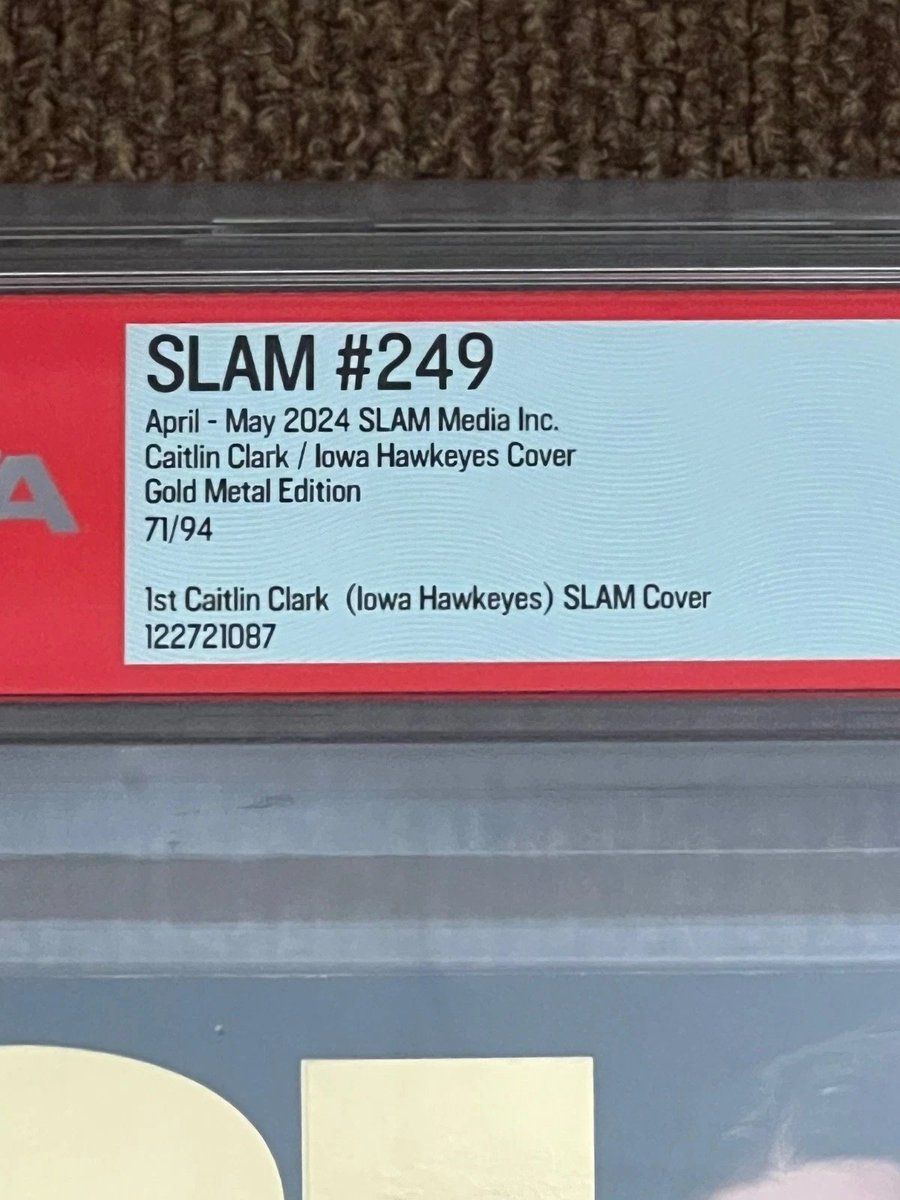 SLAM #249
April - May 2024 SLAM Media Inc.
Caitlin Clark / Iowa Hawkeyes Cover
Gold Metal Edition
71/94
1st Caitlin Clark (Iowa Hawkeyes) SLAM Cover
122721087